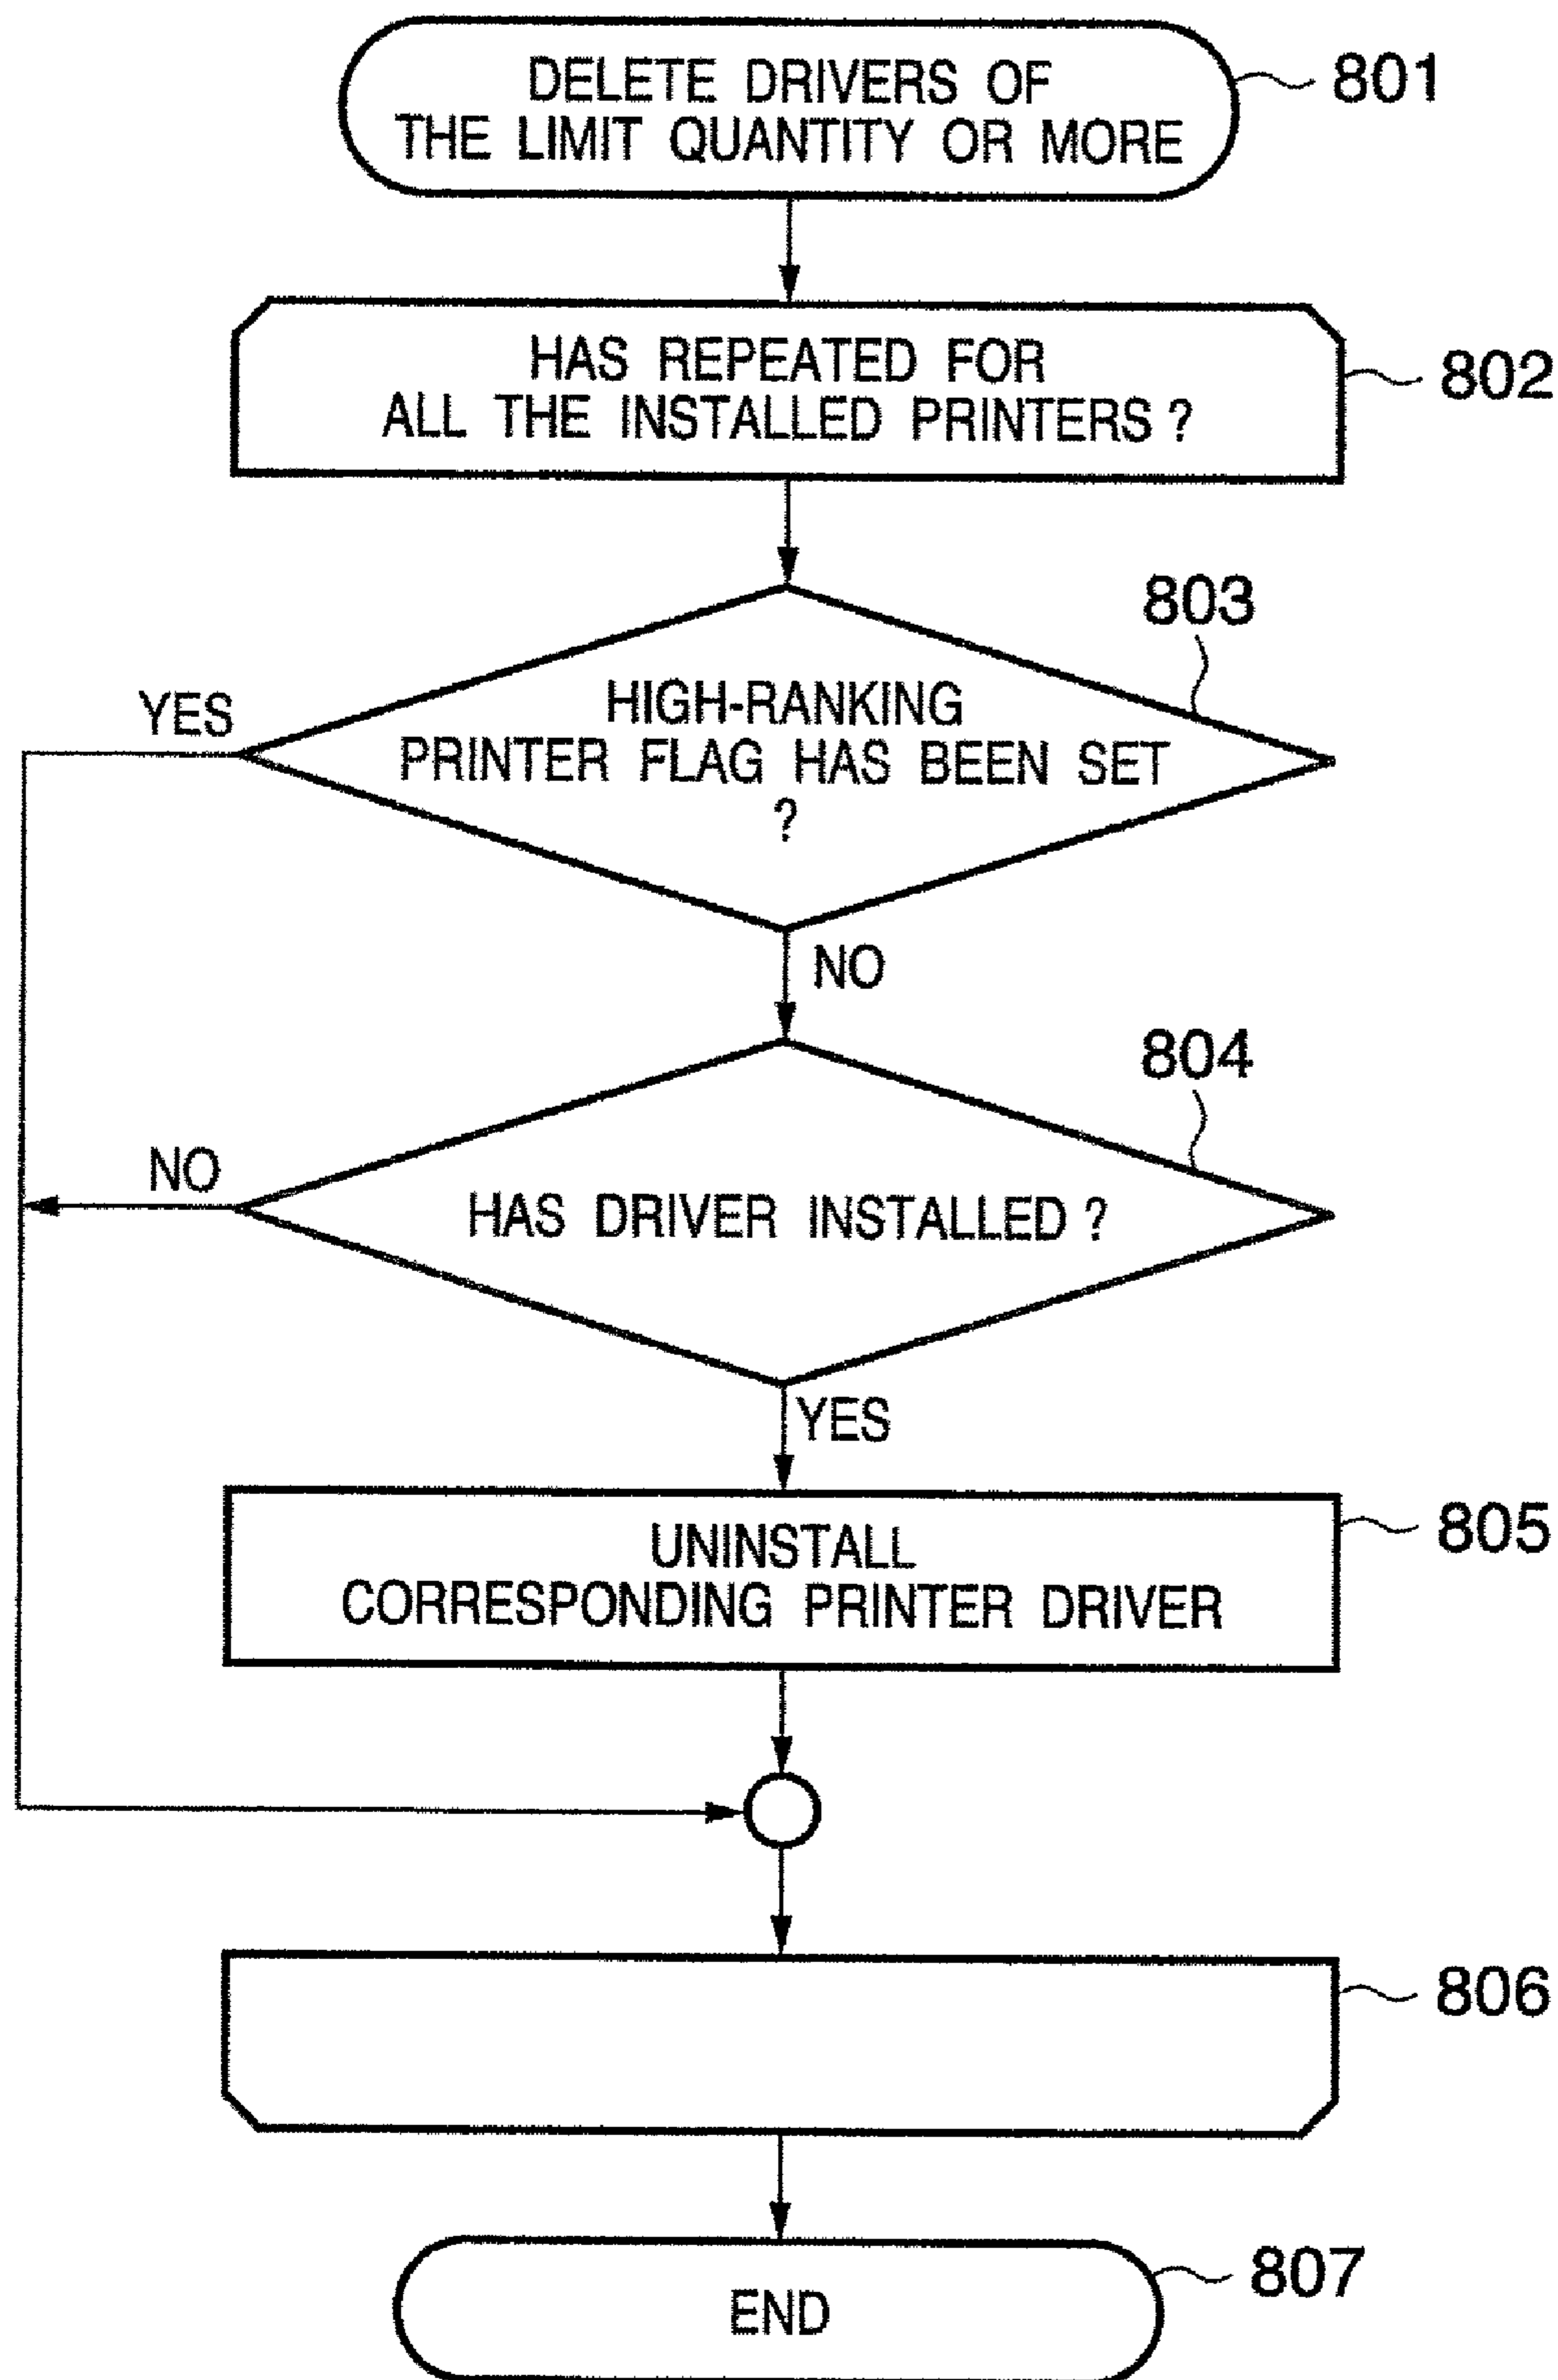 DELETE DRIVERS OF
THE LIMIT QUANTITY OR MORE
801
HAS REPEATED FOR
ALL THE INSTALLED PRINTERS ?
802
803
HIGH-RANKING
PRINTER FLAG HAS BEEN SET
?
YES
NO
804
HAS DRIVER INSTALLED ?
NO
YES
UNINSTALL
CORRESPONDING PRINTER DRIVER
805
806
END
807